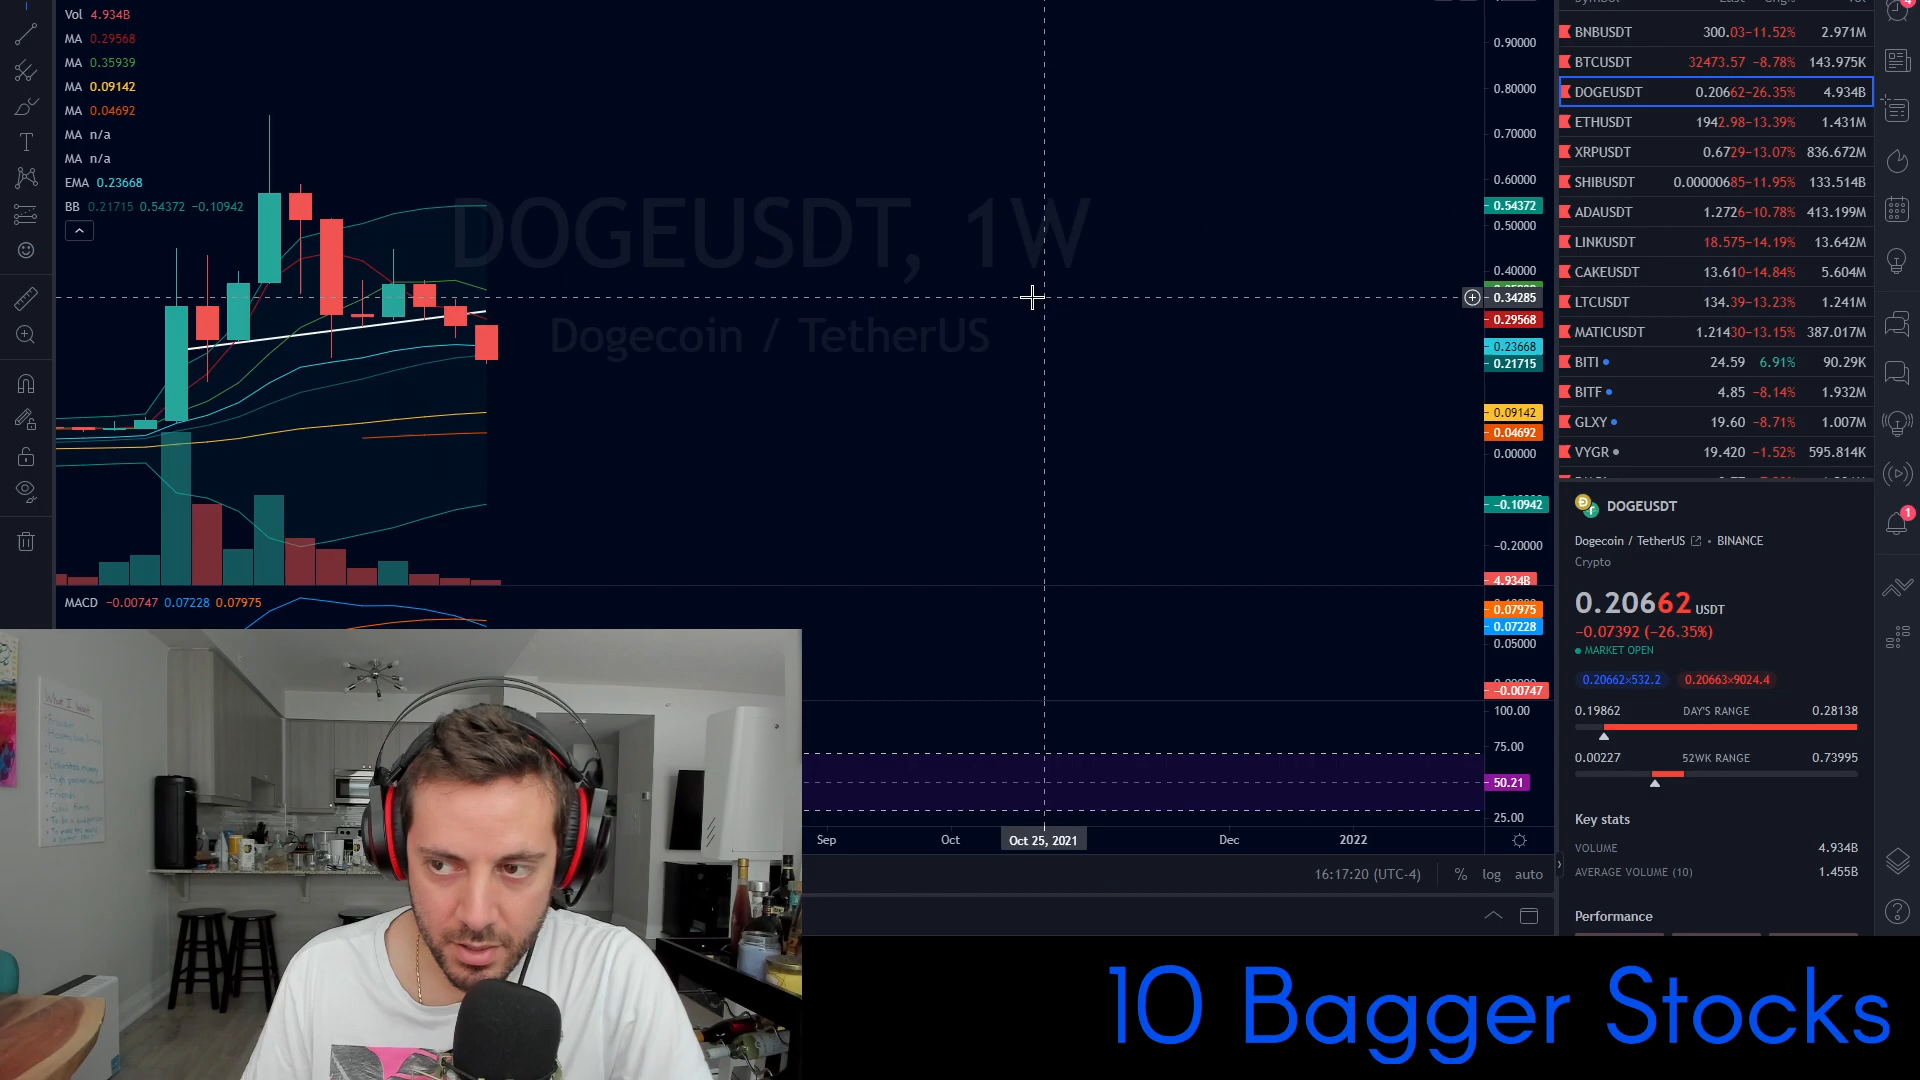 Vol 4.934B
MA 0.29568
MA 0.35939
MA 0.09142
MA 0.04692
MA n/a
MA n/a
EMA 0.23668
BB 0.21715 0.54372 −0.10942
DOGEUSDT, 1W
Dogecoin / TetherUS
0.90000
0.80000
0.70000
0.60000
0.54372
0.50000
0.40000
0.34285
0.29568
0.23668
0.21715
0.09142
0.04692
0.00000
−0.10942
−0.20000
4.934B
MACD −0.00747 0.07228 0.07975
0.07975
0.07228
0.05000
−0.00747
100.00
75.00
50.21
25.00
Sep
Oct
Oct 25, 2021
Dec
2022
16:17:20 (UTC-4)
%
log
auto
BNBUSDT 300.03 −11.52% 2.971M
BTCUSDT 32473.57 −8.78% 143.975K
DOGEUSDT 0.20662 −26.35% 4.934B
ETHUSDT 1942.98 −13.39% 1.431M
XRPUSDT 0.6729 −13.07% 836.672M
SHIBUSDT 0.00000685 −11.95% 133.514B
ADAUSDT 1.2726 −10.78% 413.199M
LINKUSDT 18.575 −14.19% 13.642M
CAKEUSDT 13.610 −14.84% 5.604M
LTCUSDT 134.39 −13.23% 1.241M
MATICUSDT 1.21430 −13.15% 387.017M
BITI 24.59 6.91% 90.29K
BITF 4.85 −8.14% 1.932M
GLXY 19.60 −8.71% 1.007M
VYGR 19.420 −1.52% 595.814K
DOGEUSDT
Dogecoin / TetherUS • BINANCE
Crypto
0.20662 USDT
−0.07392 (−26.35%)
MARKET OPEN
0.20662×532.2 0.20663×9024.4
0.19862 DAY'S RANGE 0.28138
0.00227 52WK RANGE 0.73995
Key stats
VOLUME 4.934B
AVERAGE VOLUME (10) 1.455B
Performance
1
What I want
10 Bagger Stocks